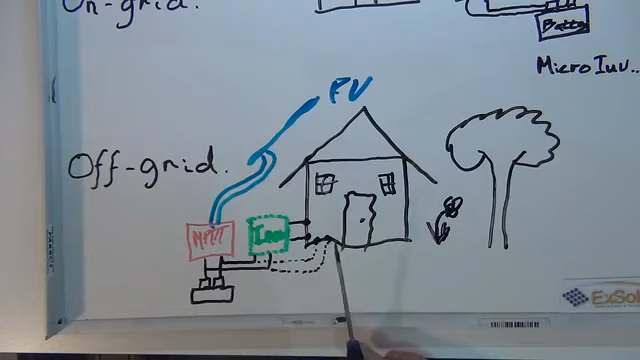 On-grid.
Batte
Micro Inv..
PV
Off-grid.
MPPT
Inv
ExSol